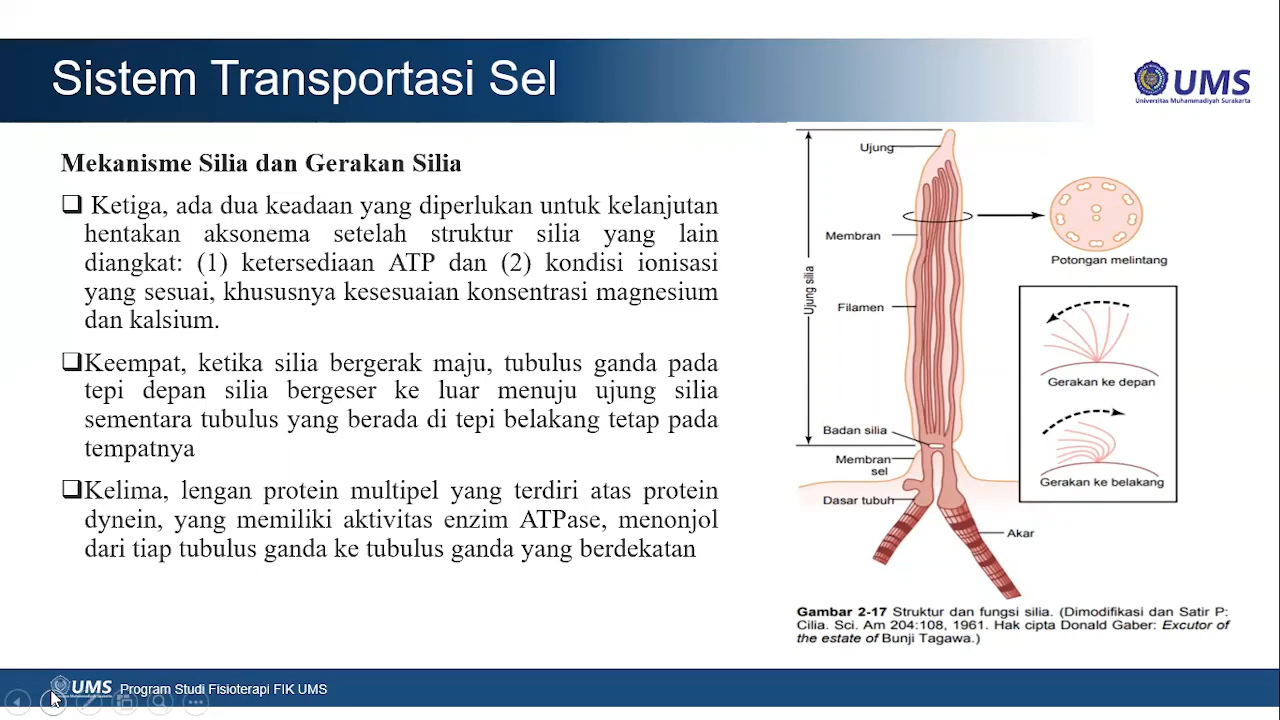 Sistem Transportasi Sel
UMS
Universitas Muhammadiyah Surakarta
Mekanisme Silia dan Gerakan Silia
Ketiga, ada dua keadaan yang diperlukan untuk kelanjutan
hentakan aksonema setelah struktur silia yang lain
diangkat: (1) ketersediaan ATP dan (2) kondisi ionisasi
yang sesuai, khususnya kesesuaian konsentrasi magnesium
dan kalsium.
Keempat, ketika silia bergerak maju, tubulus ganda pada
tepi depan silia bergeser ke luar menuju ujung silia
sementara tubulus yang berada di tepi belakang tetap pada
tempatnya
Kelima, lengan protein multipel yang terdiri atas protein
dynein, yang memiliki aktivitas enzim ATPase, menonjol
dari tiap tubulus ganda ke tubulus ganda yang berdekatan
Ujung
Membran
Ujung silia
Filamen
Badan silia
Membran
sel
Dasar tubuh
Akar
Potongan melintang
Gerakan ke depan
Gerakan ke belakang
Gambar 2-17 Struktur dan fungsi silia. (Dimodifikasi dan Satir P:
Cilia. Sci. Am 204:108, 1961. Hak cipta Donald Gaber: Excutor of
the estate of Bunji Tagawa.)
UMS
Program Studi Fisioterapi FIK UMS